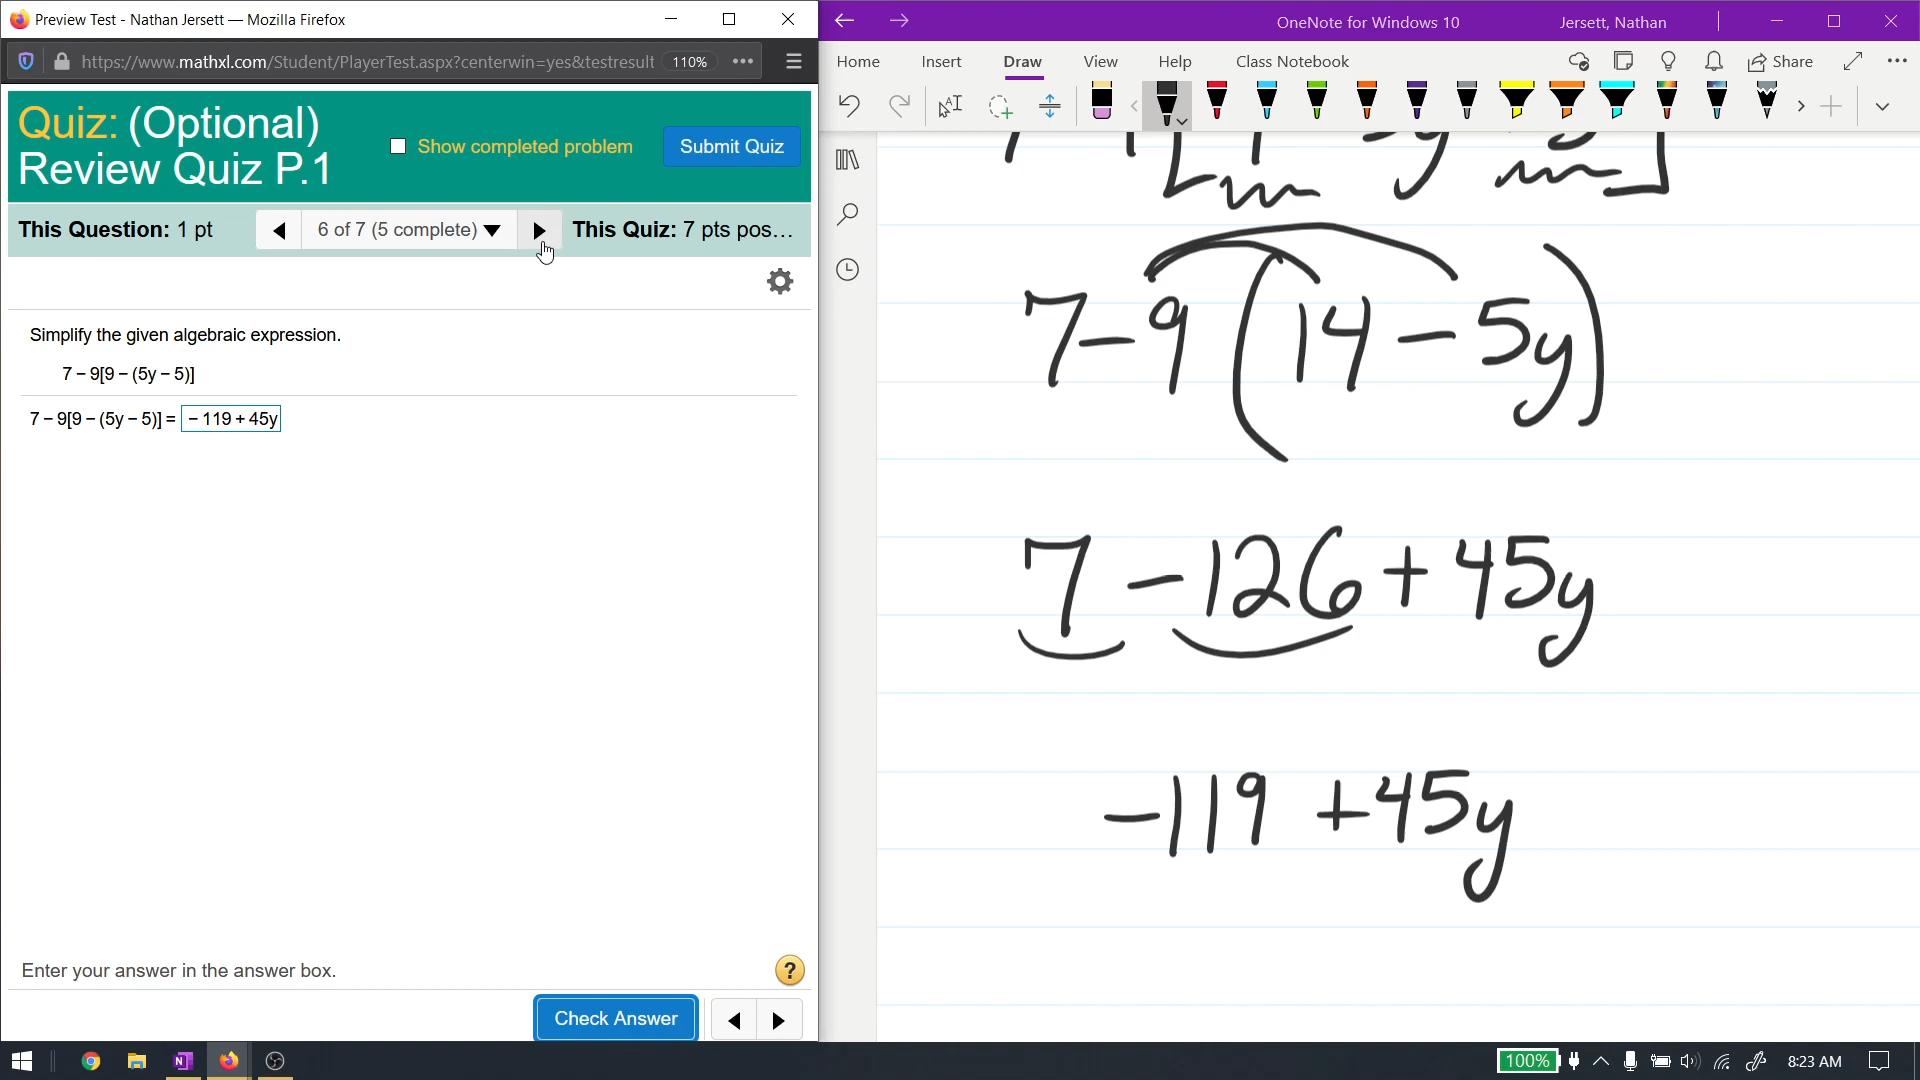 Preview Test - Nathan Jersett — Mozilla Firefox
https://www.mathxl.com/Student/PlayerTest.aspx?centerwin=yes&testresult
110%
Quiz: (Optional)
Review Quiz P.1
Show completed problem
Submit Quiz
This Question: 1 pt
6 of 7 (5 complete)
This Quiz: 7 pts pos…
Simplify the given algebraic expression.
7 − 9[9 − (5y − 5)]
7 − 9[9 − (5y − 5)] = − 119 + 45y
Enter your answer in the answer box.
?
Check Answer
OneNote for Windows 10
Jersett, Nathan
Home Insert Draw View Help Class Notebook
Share
7 − 9 (14 − 5y)
7 − 126 + 45y
−119 + 45y
100%
8:23 AM